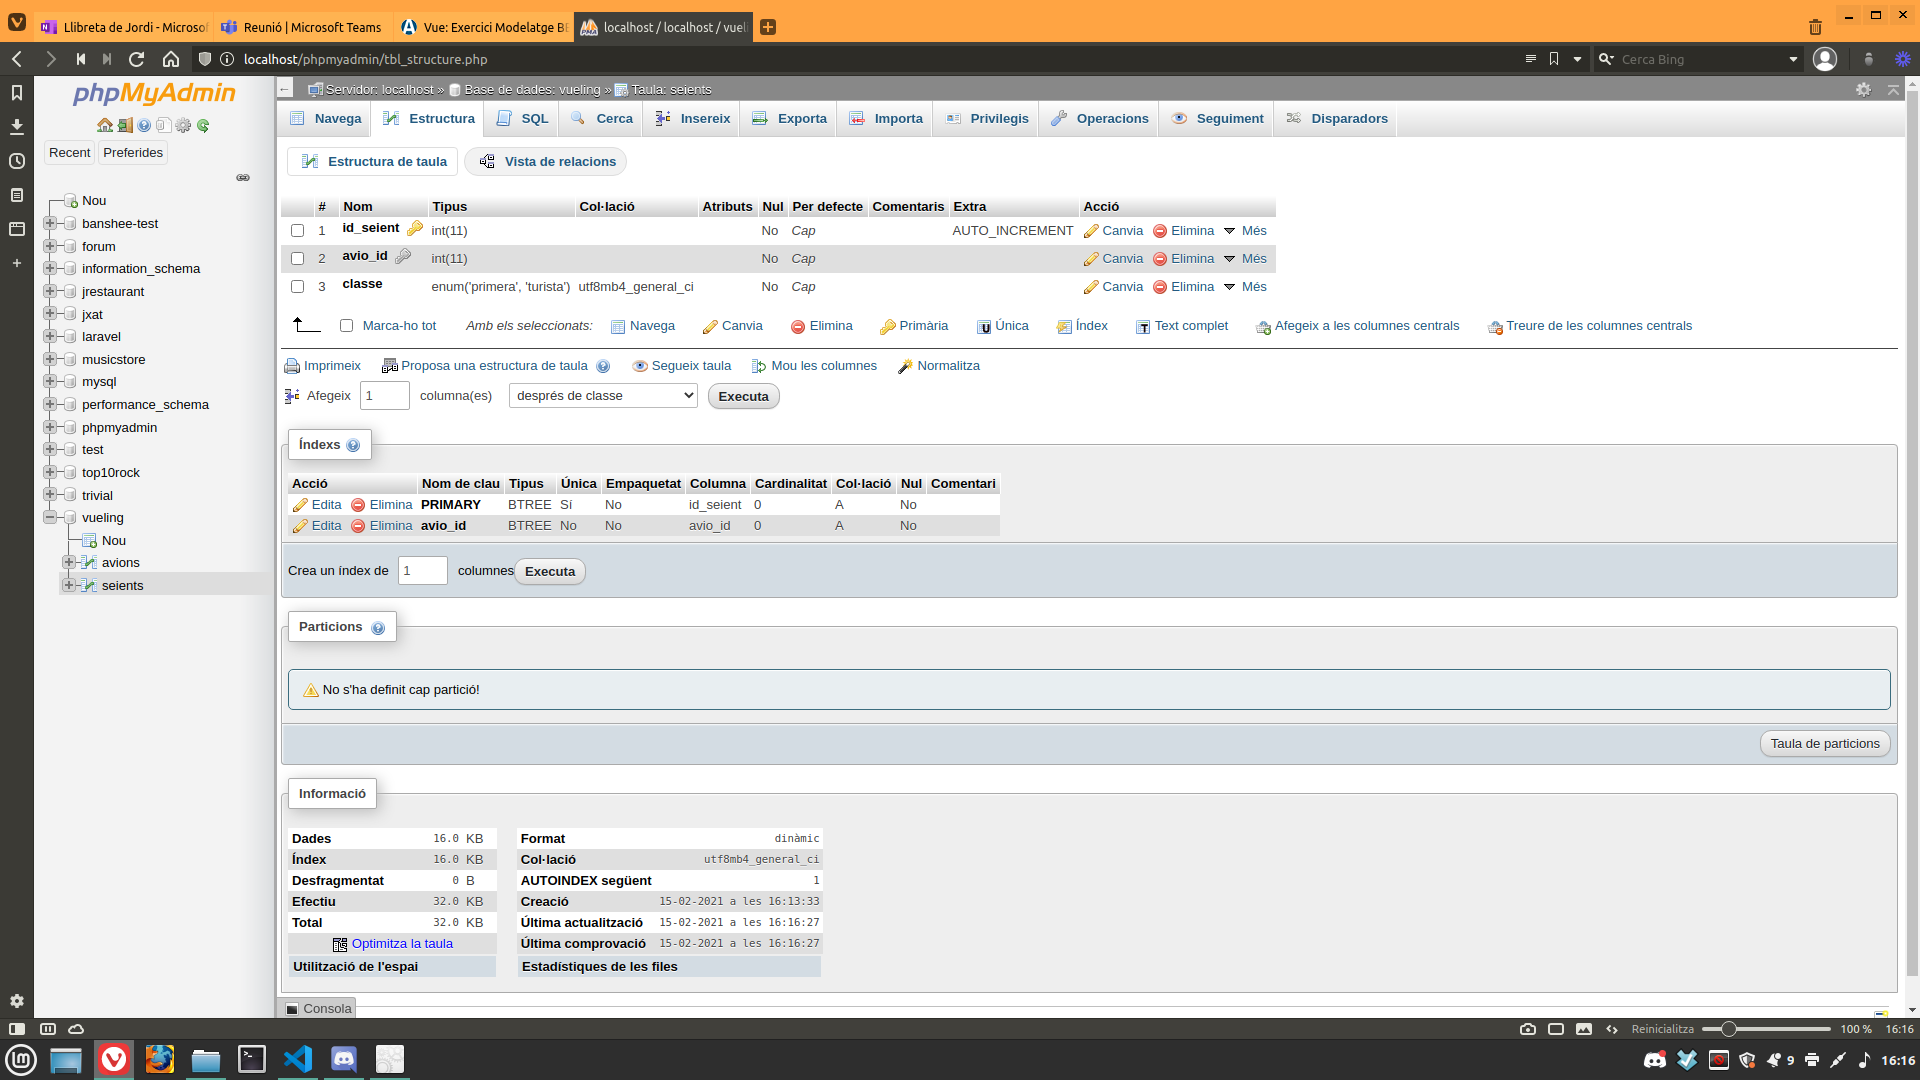 Llibreta de Jordi - Microsof
Reunió | Microsoft Teams
Vue: Exercici Modelatge BE
localhost / localhost / vueli
localhost/phpmyadmin/tbl_structure.php
Cerca Bing
phpMyAdmin
Recent
Preferides
Nou
banshee-test
forum
information_schema
jrestaurant
jxat
laravel
musicstore
mysql
performance_schema
phpmyadmin
test
top10rock
trivial
vueling
Nou
avions
seients
Servidor: localhost » Base de dades: vueling » Taula: seients
Navega Estructura SQL Cerca Insereix Exporta Importa Privilegis Operacions Seguiment Disparadors
Estructura de taula Vista de relacions
# Nom Tipus Col·lació Atributs Nul Per defecte Comentaris Extra Acció
1 id_seient int(11) No Cap AUTO_INCREMENT Canvia Elimina Més
2 avio_id int(11) No Cap Canvia Elimina Més
3 classe enum('primera', 'turista') utf8mb4_general_ci No Cap Canvia Elimina Més
Marca-ho tot Amb els seleccionats: Navega Canvia Elimina Primària Única Índex Text complet Afegeix a les columnes centrals Treure de les columnes centrals
Imprimeix Proposa una estructura de taula Segueix taula Mou les columnes Normalitza
Afegeix 1 columna(es) després de classe Executa
Índexs
Acció Nom de clau Tipus Única Empaquetat Columna Cardinalitat Col·lació Nul Comentari
Edita Elimina PRIMARY BTREE Sí No id_seient 0 A No
Edita Elimina avio_id BTREE No No avio_id 0 A No
Crea un índex de 1 columnes Executa
Particions
No s'ha definit cap partició!
Taula de particions
Informació
Dades 16.0 KB
Índex 16.0 KB
Desfragmentat 0 B
Efectiu 32.0 KB
Total 32.0 KB
Optimitza la taula
Utilització de l'espai
Format dinàmic
Col·lació utf8mb4_general_ci
AUTOINDEX següent 1
Creació 15-02-2021 a les 16:13:33
Última actualització 15-02-2021 a les 16:16:27
Última comprovació 15-02-2021 a les 16:16:27
Estadístiques de les files
Consola
Reinicialitza 100 % 16:16
9 16:16